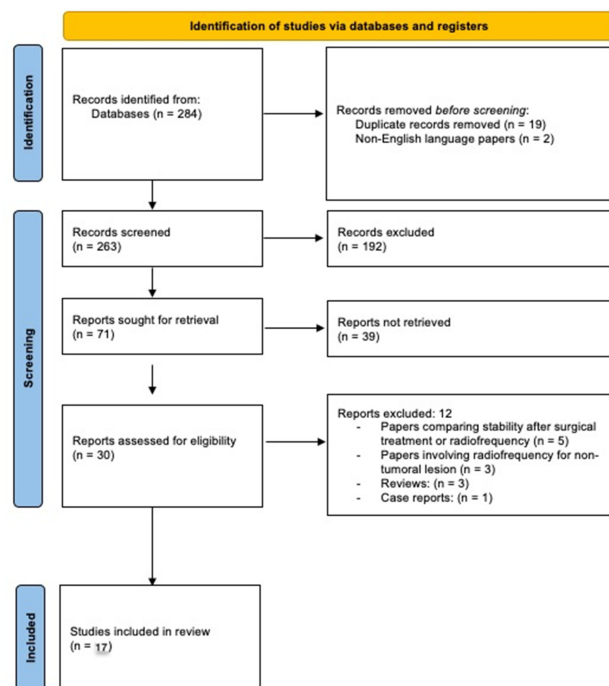 Identification of studies via databases and registers
Identification
Records identified from:
Databases (n = 284)
Records removed before screening:
Duplicate records removed (n = 19)
Non-English language papers (n = 2)
Screening
Records screened
(n = 263)
Records excluded
(n = 192)
Reports sought for retrieval
(n = 71)
Reports not retrieved
(n = 39)
Reports assessed for eligibility
(n = 30)
Reports excluded: 12
- Papers comparing stability after surgical
treatment or radiofrequency (n = 5)
- Papers involving radiofrequency for non-
tumoral lesion (n = 3)
- Reviews: (n = 3)
- Case reports: (n = 1)
Included
Studies included in review
(n = 17)